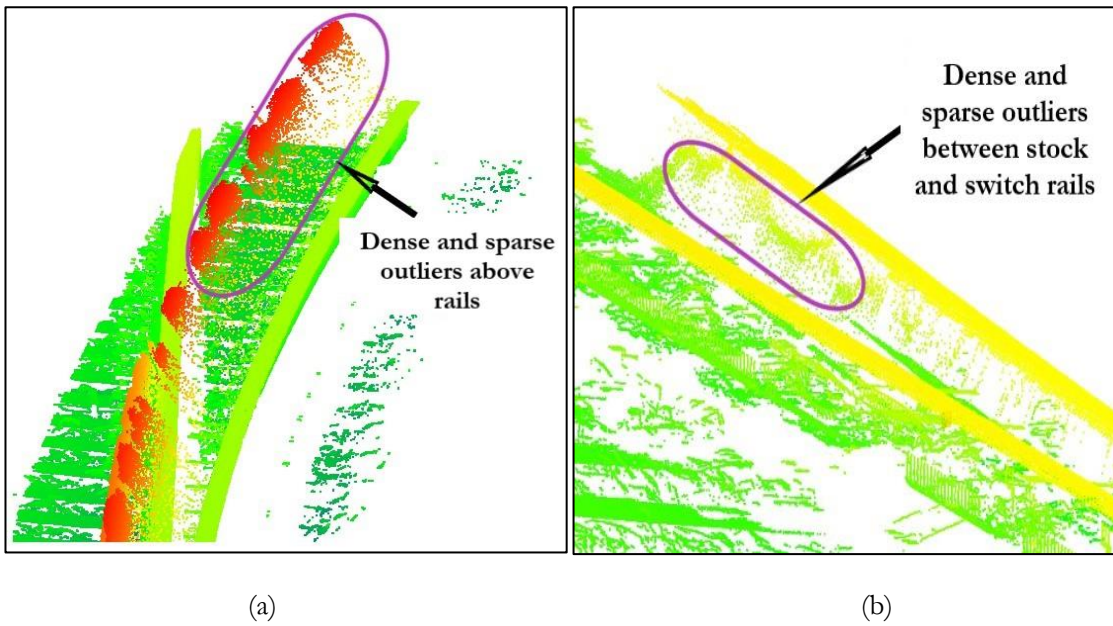 Dense and sparse
outliers above
rails
Dense and
sparse outliers
between stock
and switch rails
(a)
(b)